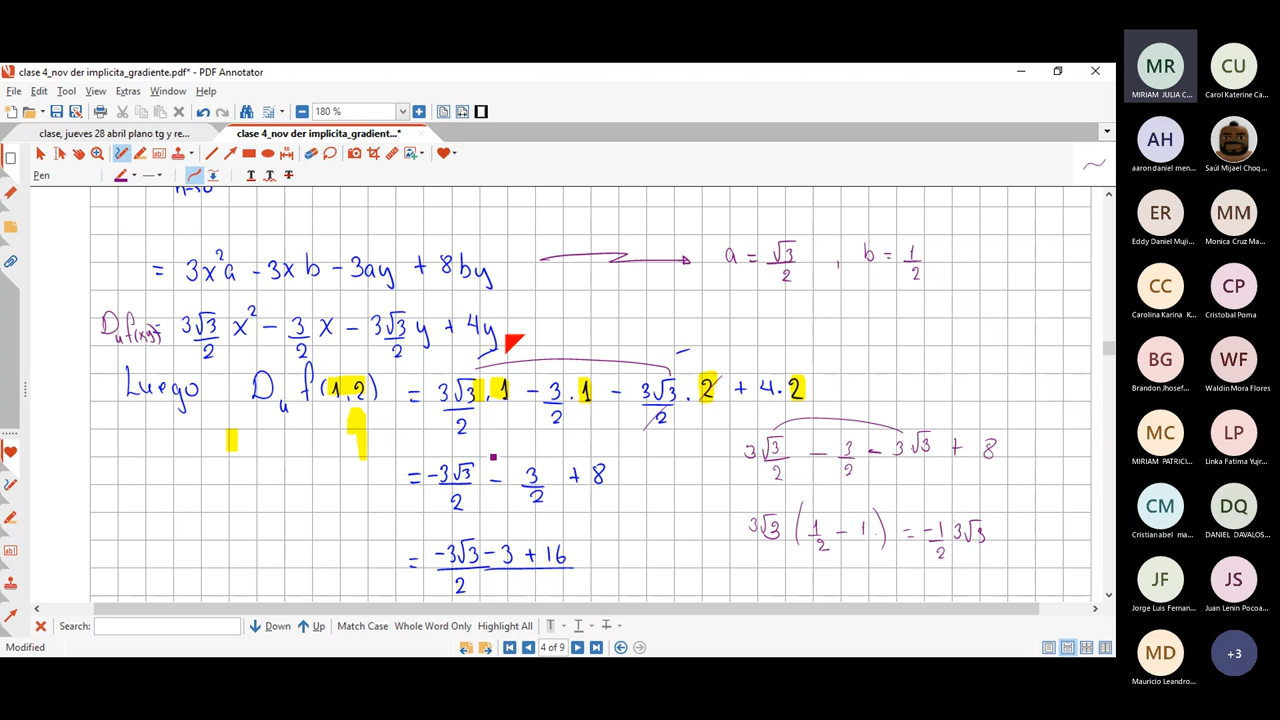 clase 4_nov der implicita_gradiente.pdf* - PDF Annotator
File Edit Tool View Extras Window Help
180 %
clase, jueves 28 abril plano tg y re...
clase 4_nov der implicita_gradient...*
Pen
= 3x²a - 3xb - 3ay + 8by
a = √3/2 , b = 1/2
D_u f(x,y) = 3√3/2 x² - 3/2 x - 3√3/2 y + 4y
Luego D_u f(1,2) = 3√3/2 . 1 - 3/2 . 1 - 3√3/2 . 2 + 4.2
3√3/2 - 3/2 - 3√3 + 8
= -3√3/2 - 3/2 + 8
3√3 (1/2 - 1) = -1/2 3√3
= -3√3 - 3 + 16 / 2
Search: Down Up Match Case Whole Word Only Highlight All
Modified
4 of 9
MR
MIRIAM JULIA C...
CU
Carol Katerine Ca...
AH
aaron daniel men...
Saúl Mijael Choq...
ER
Eddy Daniel Muji...
MM
Monica Cruz Ma...
CC
Carolina Karina K...
CP
Cristobal Poma
BG
Brandon Jhosef...
WF
Waldin Mora Flores
MC
MIRIAM PATRICI...
LP
Linka Fatima Yujr...
CM
Cristian abel ma...
DQ
DANIEL DAVALOS...
JF
Jorge Luis Fernan...
JS
Juan Lenin Pocoa...
MD
Mauricio Leandro...
+3